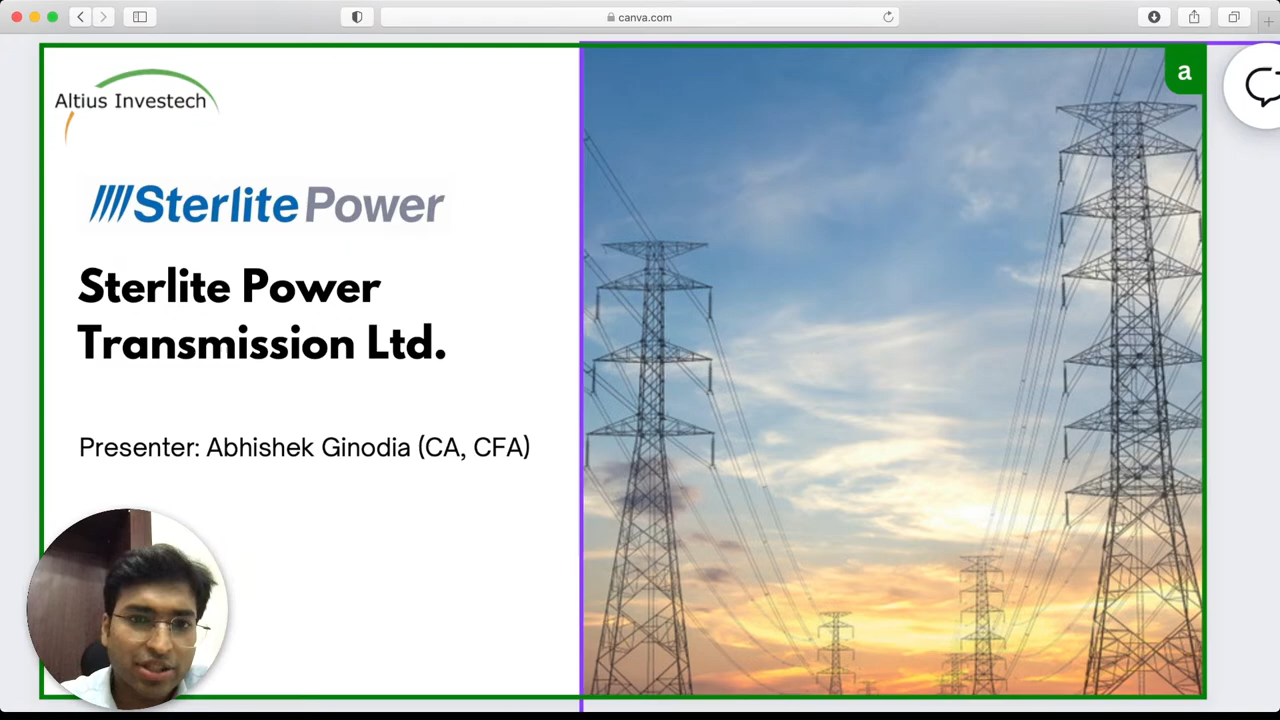 canva.com
a
Altius Investech
Sterlite Power
Sterlite Power
Transmission Ltd.
Presenter: Abhishek Ginodia (CA, CFA)